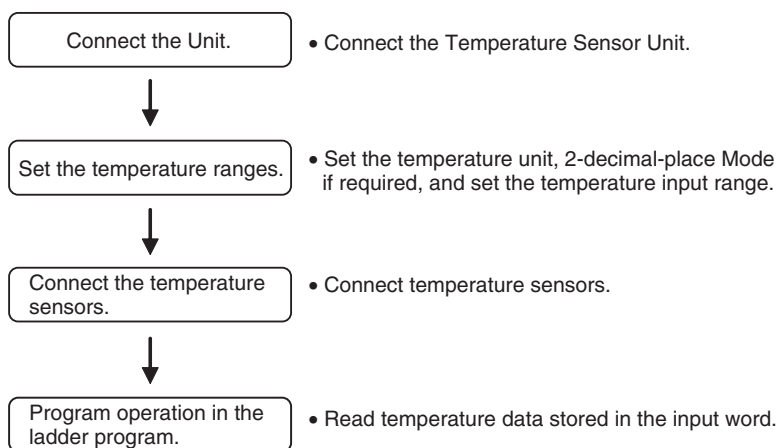 Connect the Unit.
• Connect the Temperature Sensor Unit.
Set the temperature ranges.
• Set the temperature unit, 2-decimal-place Mode
if required, and set the temperature input range.
Connect the temperature
sensors.
• Connect temperature sensors.
Program operation in the
ladder program.
• Read temperature data stored in the input word.